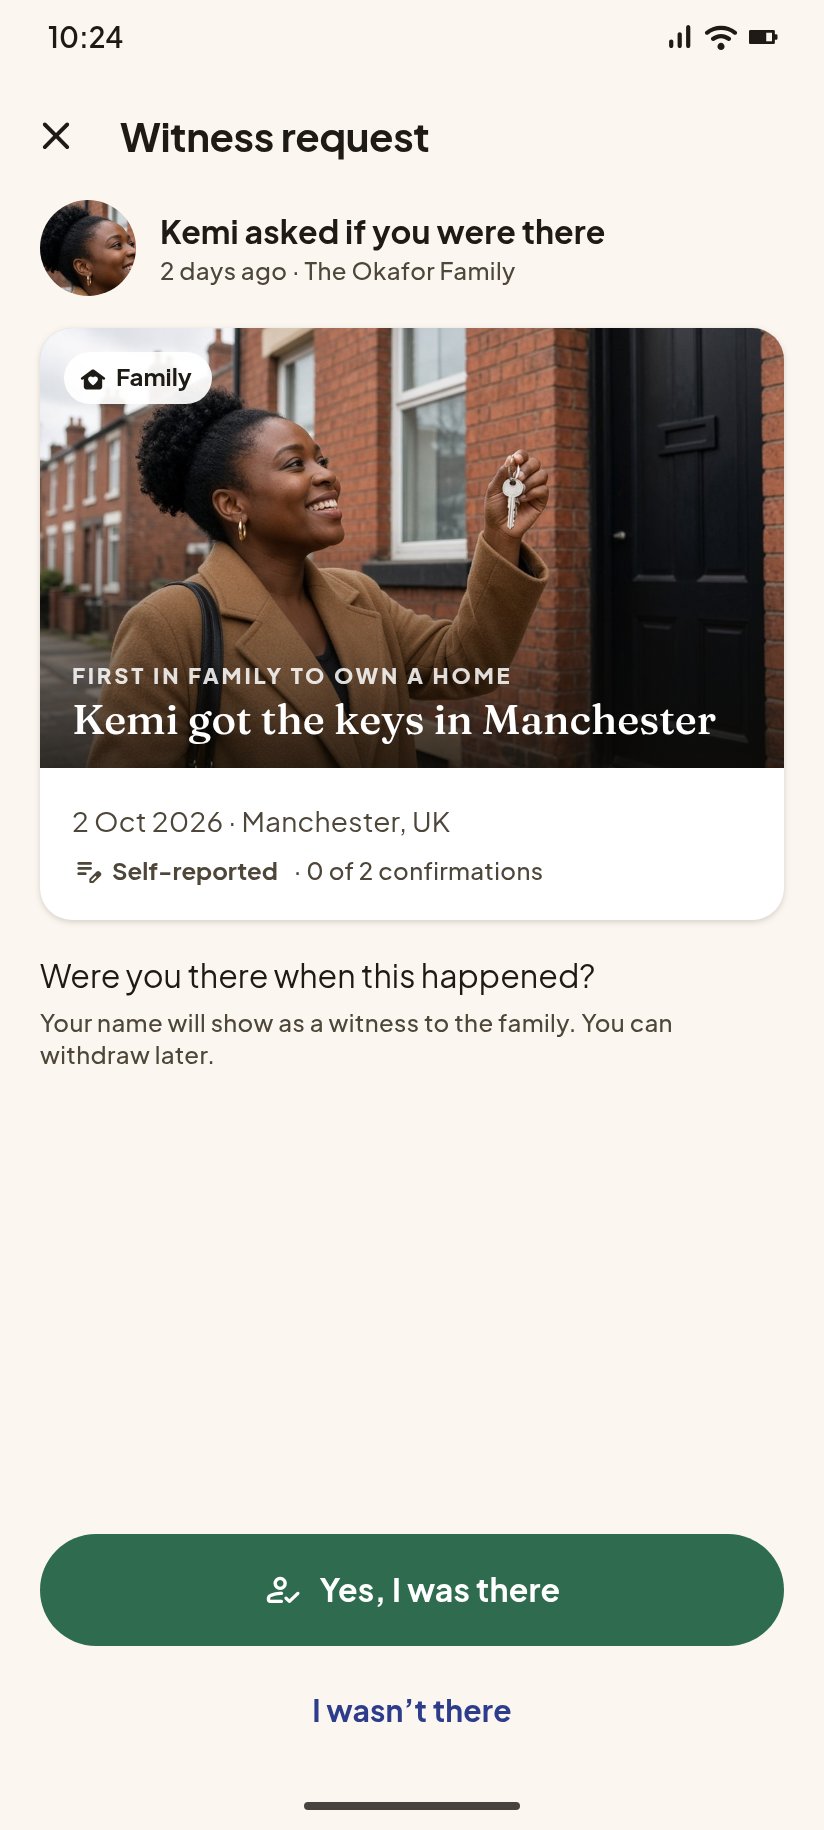 10:24
Witness request
Kemi asked if you were there
2 days ago · The Okafor Family
Family
FIRST IN FAMILY TO OWN A HOME
Kemi got the keys in Manchester
2 Oct 2026 · Manchester, UK
Self-reported · 0 of 2 confirmations
Were you there when this happened?
Your name will show as a witness to the family. You can
withdraw later.
Yes, I was there
I wasn’t there